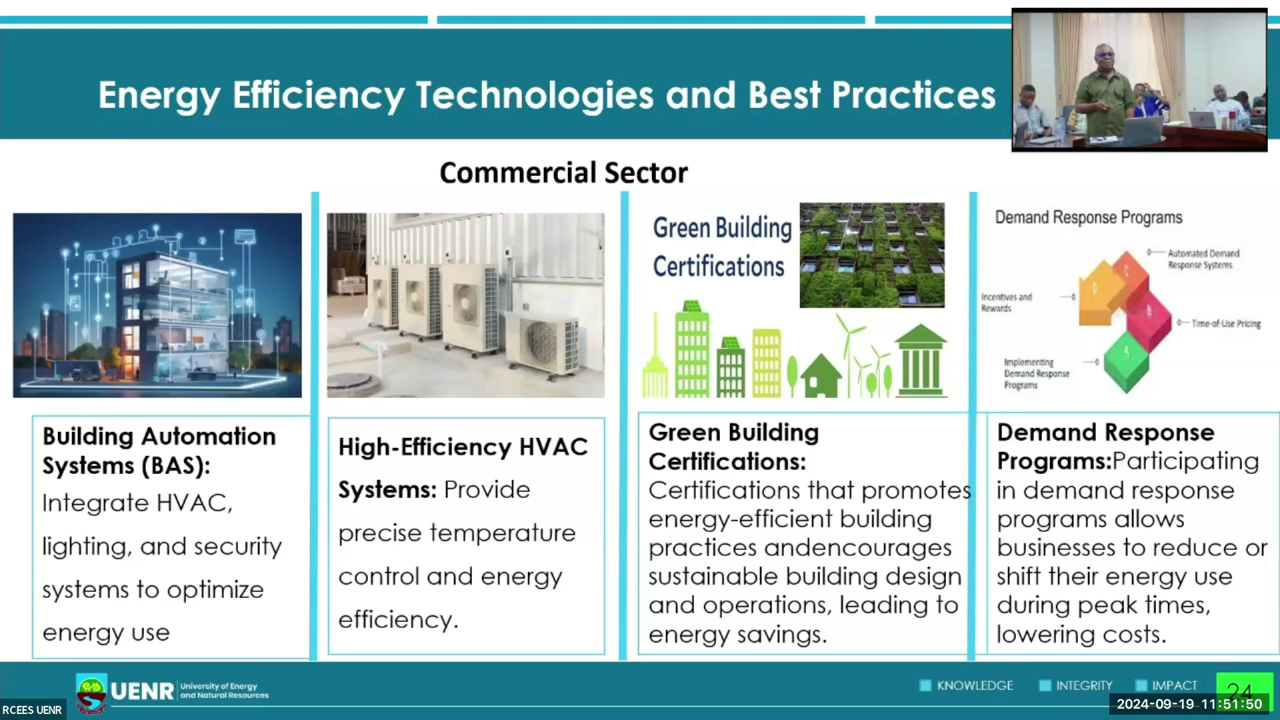 Energy Efficiency Technologies and Best Practices
Commercial Sector
Green Building
Certifications
Demand Response Programs
Automated Demand
Response Systems
Incentives and
Rewards
Time-of-Use Pricing
Implementing
Demand Response
Programs
D
C
B
A
Building Automation
Systems (BAS):
Integrate HVAC,
lighting, and security
systems to optimize
energy use
High-Efficiency HVAC
Systems: Provide
precise temperature
control and energy
efficiency.
Green Building
Certifications:
Certifications that promotes
energy-efficient building
practices andencourages
sustainable building design
and operations, leading to
energy savings.
Demand Response
Programs:Participating
in demand response
programs allows
businesses to reduce or
shift their energy use
during peak times,
lowering costs.
UENR
University of Energy
and Natural Resources
KNOWLEDGE
INTEGRITY
IMPACT
24
RCEES UENR
2024-09-19 11:51:50